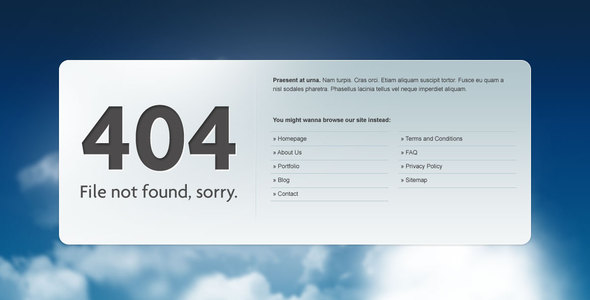 404
File not found, sorry.
Praesent at urna. Nam turpis. Cras orci. Etiam aliquam suscipit tortor. Fusce eu quam a
nisl sodales pharetra. Phasellus lacinia tellus vel neque imperdiet aliquam.
You might wanna browse our site instead:
» Homepage
» About Us
» Portfolio
» Blog
» Contact
» Terms and Conditions
» FAQ
» Privacy Policy
» Sitemap